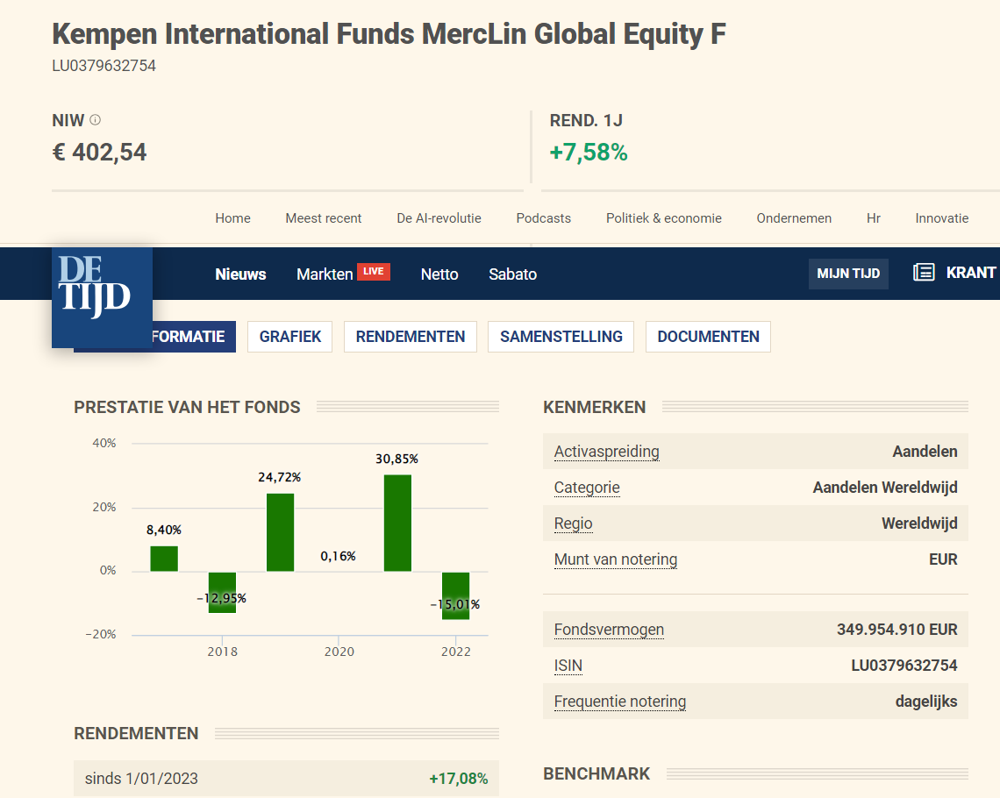 Kempen International Funds MercLin Global Equity F
LU0379632754
NIW
€ 402,54
REND. 1J
+7,58%
Home Meest recent De AI-revolutie Podcasts Politiek & economie Ondernemen Hr Innovatie
DE
TIJD
Nieuws Markten LIVE Netto Sabato MIJN TIJD KRANT
FORMATIE GRAFIEK RENDEMENTEN SAMENSTELLING DOCUMENTEN
PRESTATIE VAN HET FONDS
40%
20%
0%
−20%
8,40%
−12,95%
24,72%
0,16%
30,85%
−15,01%
2018 2020 2022
RENDEMENTEN
sinds 1/01/2023 +17,08%
KENMERKEN
Activaspreiding Aandelen
Categorie Aandelen Wereldwijd
Regio Wereldwijd
Munt van notering EUR
Fondsvermogen 349.954.910 EUR
ISIN LU0379632754
Frequentie notering dagelijks
BENCHMARK